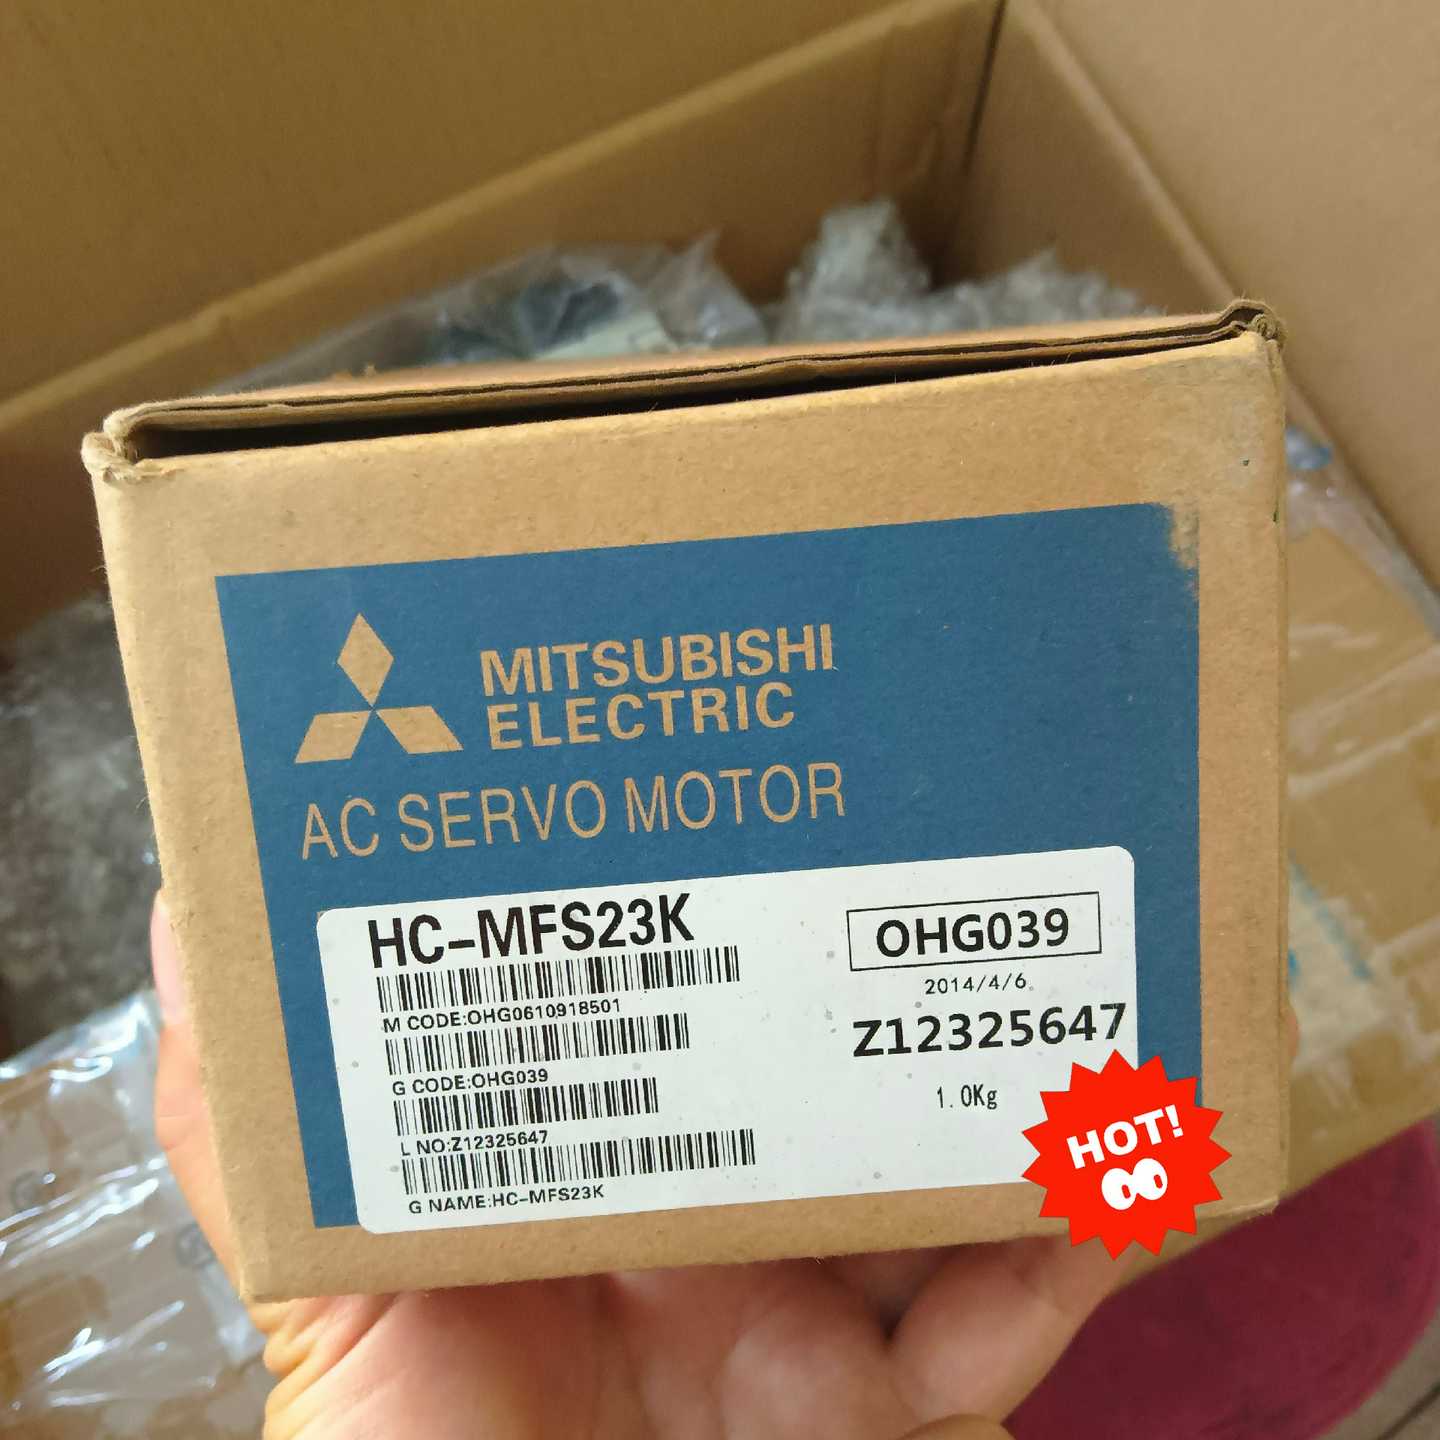 MITSUBISHI
ELECTRIC
AC SERVO MOTOR
HC-MFS23K
M CODE:OHG0610918501
G CODE:OHG039
L NO:Z12325647
G NAME:HC-MFS23K
OHG039
2014/4/6
Z12325647
1.0Kg
HOT!